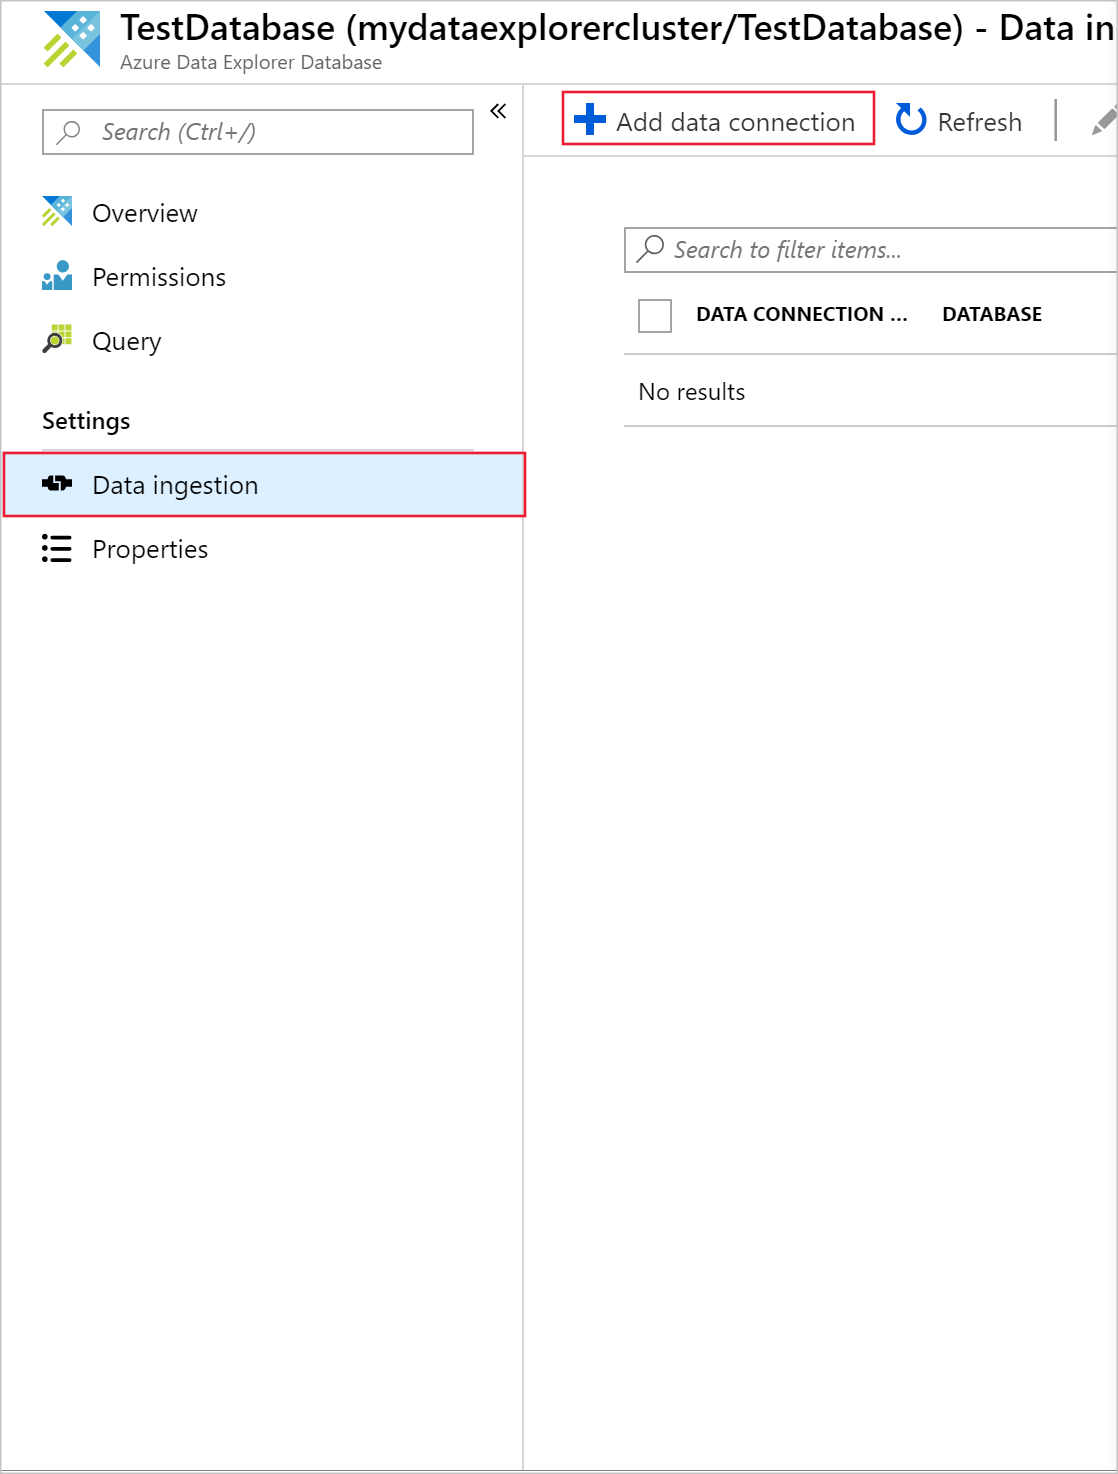 TestDatabase (mydataexplorercluster/TestDatabase) - Data in
Azure Data Explorer Database
Search (Ctrl+/)
Add data connection
Refresh
Overview
Permissions
Query
Settings
Data ingestion
Properties
Search to filter items...
DATA CONNECTION ...
DATABASE
No results